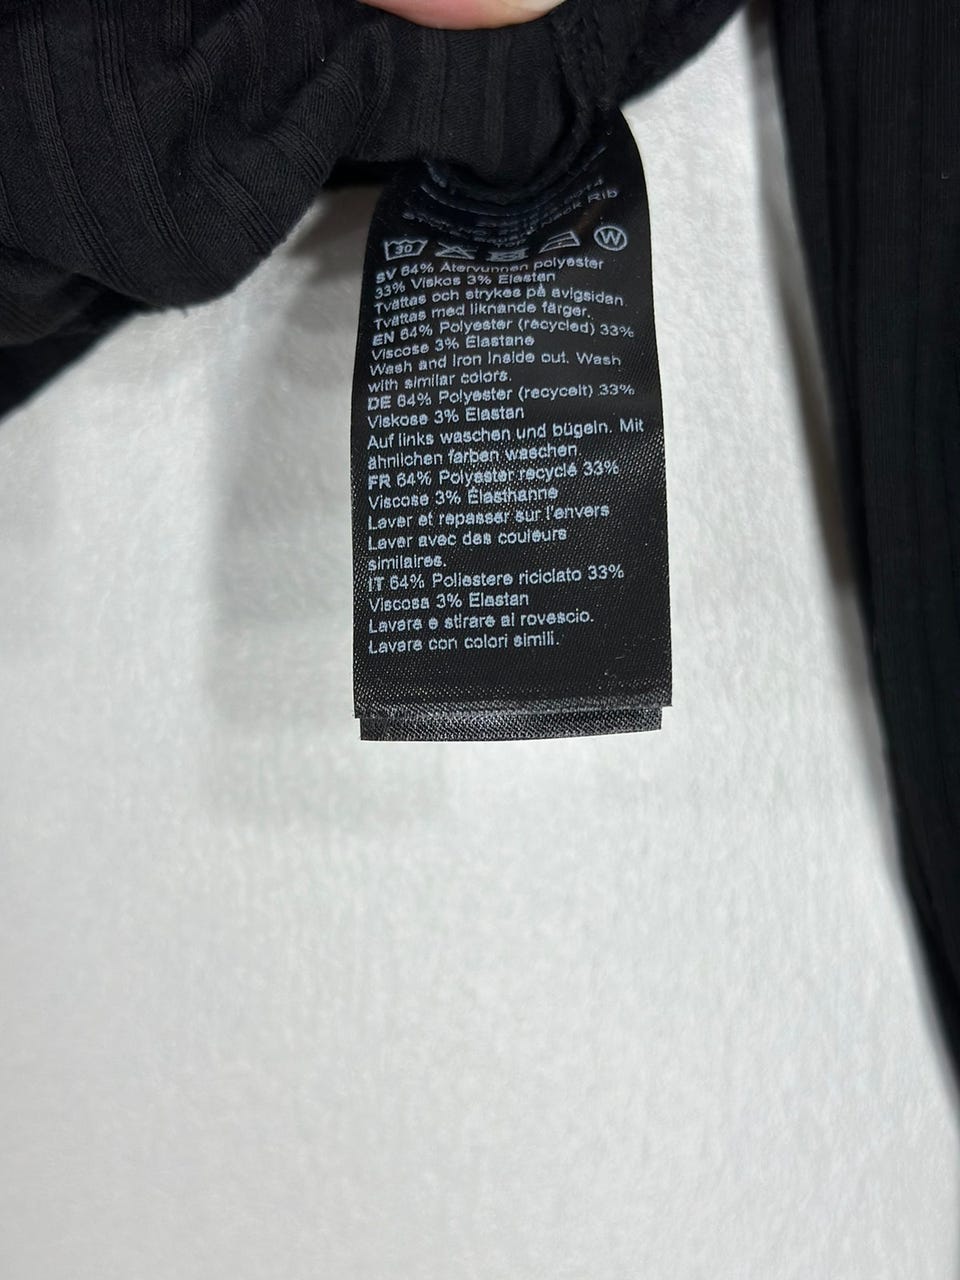 Rib
30
W
SV 64% Återvunnen polyester
33% Viskos 3% Elastan
Tvättas och strykes på avigsidan.
Tvättas med liknande färger.
EN 64% Polyester (recycled) 33%
Viscose 3% Elastane
Wash and Iron Inside out. Wash
with similar colors.
DE 64% Polyester (recycelt) 33%
Viskose 3% Elastan
Auf links waschen und bügeln. Mit
ähnlichen farben waschen
FR 64% Polyester recyclé 33%
Viscose 3% Élasthanne
Laver et repasser sur l'envers
Laver avec des couleurs
similaires.
IT 64% Poliestere riciclato 33%
Viscosa 3% Elastan
Lavare e stirare al rovescio.
Lavare con colori simili.